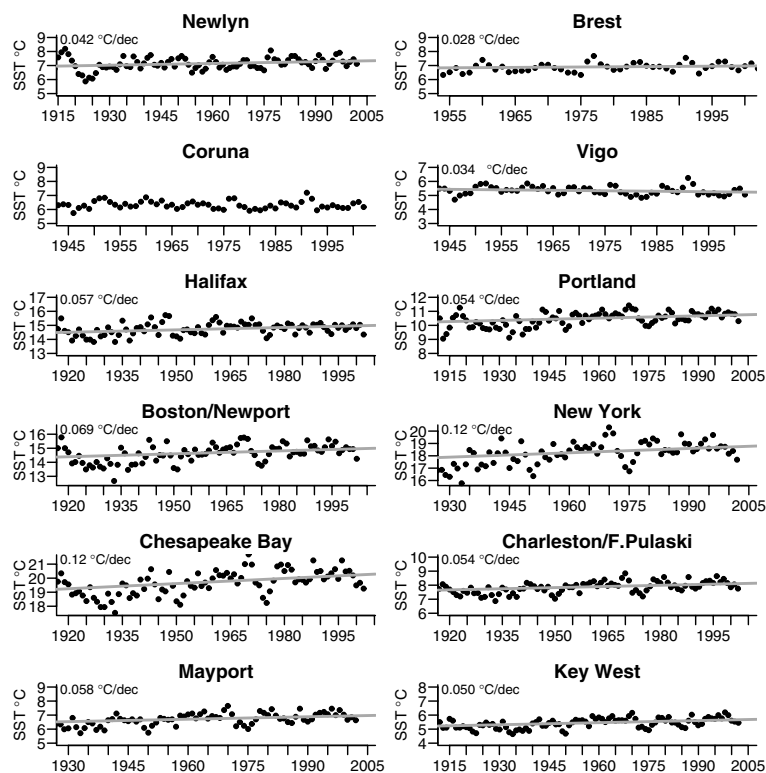 Newlyn
0.042 °C/dec
SST °C
9
8
7
6
5
1915 1930 1945 1960 1975 1990 2005
Brest
0.028 °C/dec
SST °C
9
8
7
6
5
1955 1965 1975 1985 1995
Coruna
SST °C
9
8
7
6
5
1945 1955 1965 1975 1985 1995
Vigo
0.034 °C/dec
SST °C
7
6
5
4
3
1945 1955 1965 1975 1985 1995
Halifax
0.057 °C/dec
SST °C
17
16
15
14
13
1920 1935 1950 1965 1980 1995
Portland
0.054 °C/dec
SST °C
12
11
10
9
8
1915 1930 1945 1960 1975 1990 2005
Boston/Newport
0.069 °C/dec
SST °C
16
15
14
13
1920 1935 1950 1965 1980 1995
New York
0.12 °C/dec
SST °C
20
19
18
17
16
1930 1945 1960 1975 1990 2005
Chesapeake Bay
0.12 °C/dec
SST °C
21
20
19
18
1920 1935 1950 1965 1980 1995
Charleston/F.Pulaski
0.054 °C/dec
SST °C
10
9
8
7
6
1920 1935 1950 1965 1980 1995
Mayport
0.058 °C/dec
SST °C
9
8
7
6
5
1930 1945 1960 1975 1990 2005
Key West
0.050 °C/dec
SST °C
8
7
6
5
4
1915 1930 1945 1960 1975 1990 2005